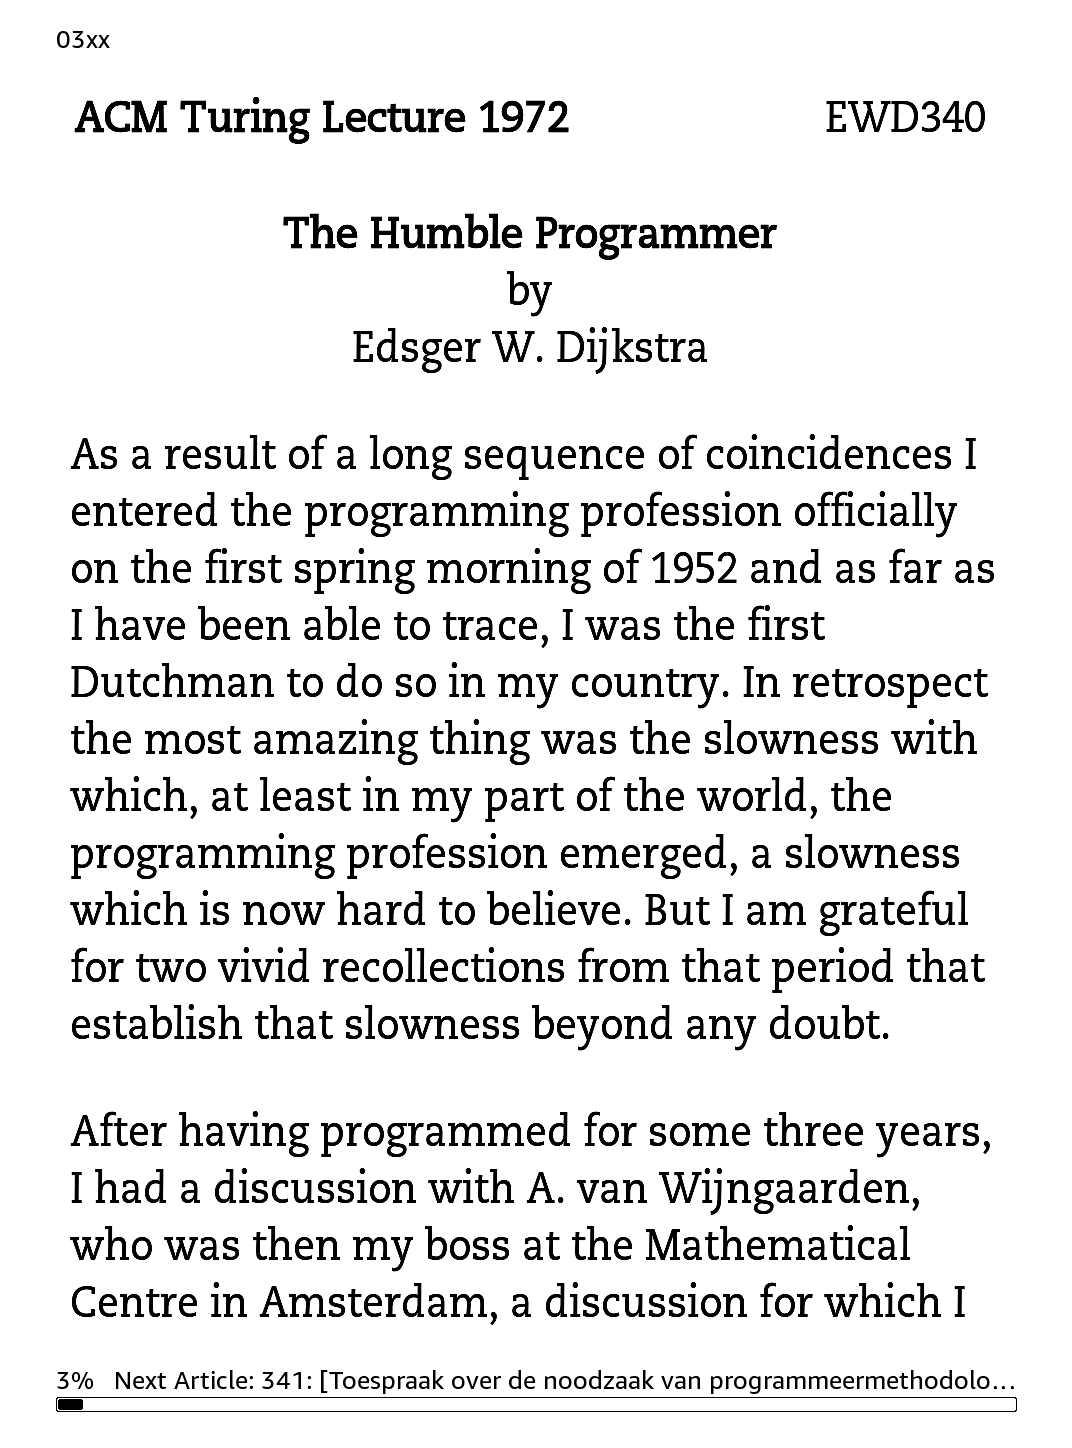 03xx
ACM Turing Lecture 1972 EWD340
The Humble Programmer
by
Edsger W. Dijkstra
As a result of a long sequence of coincidences I
entered the programming profession officially
on the first spring morning of 1952 and as far as
I have been able to trace, I was the first
Dutchman to do so in my country. In retrospect
the most amazing thing was the slowness with
which, at least in my part of the world, the
programming profession emerged, a slowness
which is now hard to believe. But I am grateful
for two vivid recollections from that period that
establish that slowness beyond any doubt.
After having programmed for some three years,
I had a discussion with A. van Wijngaarden,
who was then my boss at the Mathematical
Centre in Amsterdam, a discussion for which I
3% Next Article: 341: [Toespraak over de noodzaak van programmeermethodolo…